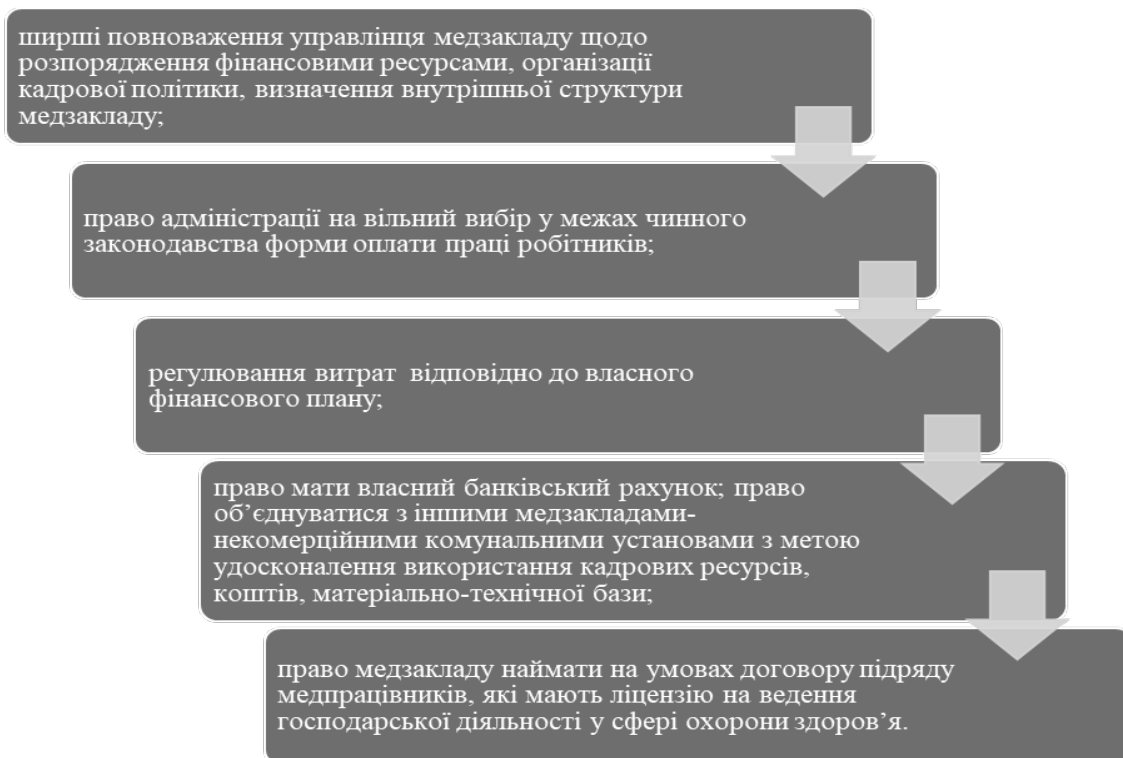 ширші повноваження управлінця медзакладу щодо
розпорядження фінансовими ресурсами, організації
кадрової політики, визначення внутрішньої структури
медзакладу;
право адміністрації на вільний вибір у межах чинного
законодавства форми оплати праці робітників;
регулювання витрат  відповідно до власного
фінансового плану;
право мати власний банківський рахунок; право
об’єднуватися з іншими медзакладами-
некомерційними комунальними установами з метою
удосконалення використання кадрових ресурсів,
коштів, матеріально-технічної бази;
право медзакладу наймати на умовах договору підряду
медпрацівників, які мають ліцензію на ведення
господарської діяльності у сфері охорони здоров’я.